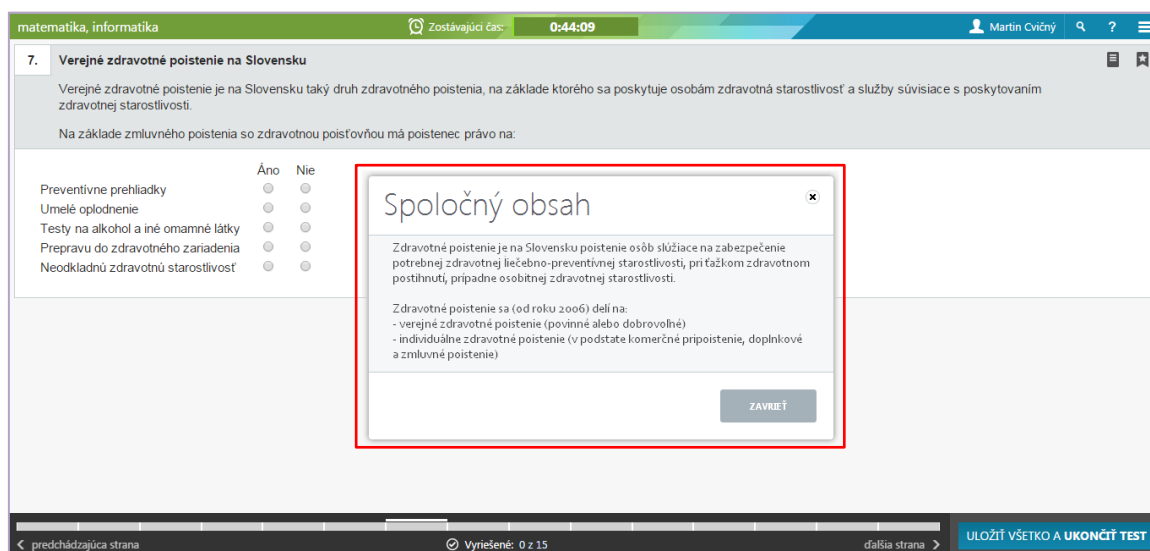 matematika, informatika
Zostávajúci čas:
0:44:09
Martin Cvičný
?
7. Verejné zdravotné poistenie na Slovensku
Verejné zdravotné poistenie je na Slovensku taký druh zdravotného poistenia, na základe ktorého sa poskytuje osobám zdravotná starostlivosť a služby súvisiace s poskytovaním
zdravotnej starostlivosti.
Na základe zmluvného poistenia so zdravotnou poisťovňou má poistenec právo na:
Áno Nie
Preventívne prehliadky
Umelé oplodnenie
Testy na alkohol a iné omamné látky
Prepravu do zdravotného zariadenia
Neodkladnú zdravotnú starostlivosť
Spoločný obsah
Zdravotné poistenie je na Slovensku poistenie osôb slúžiace na zabezpečenie
potrebnej zdravotnej liečebno-preventívnej starostlivosti, pri ťažkom zdravotnom
postihnutí, prípadne osobitnej zdravotnej starostlivosti.
Zdravotné poistenie sa (od roku 2006) delí na:
- verejné zdravotné poistenie (povinné alebo dobrovoľné)
- individuálne zdravotné poistenie (v podstate komerčné pripoistenie, doplnkové
a zmluvné poistenie)
ZAVRIEŤ
predchádzajúca strana
Vyriešené: 0 z 15
ďalšia strana
ULOŽIŤ VŠETKO A UKONČIŤ TEST